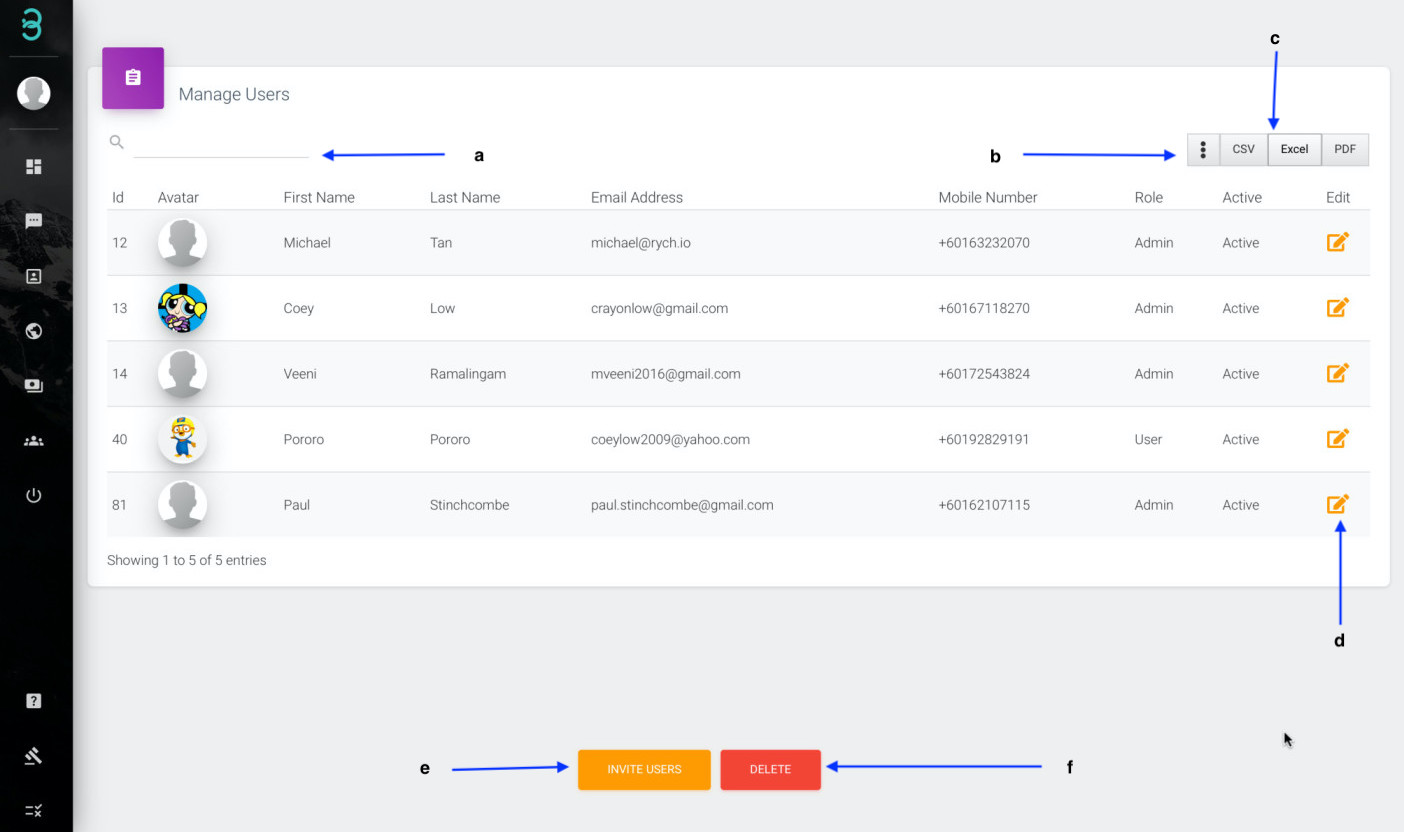 c
Manage Users
a
b
CSV Excel PDF
Id Avatar First Name Last Name Email Address Mobile Number Role Active Edit
12 Michael Tan michael@rych.io +60163232070 Admin Active
13 Coey Low crayonlow@gmail.com +60167118270 Admin Active
14 Veeni Ramalingam mveeni2016@gmail.com +60172543824 Admin Active
40 Pororo Pororo coeylow2009@yahoo.com +60192829191 User Active
81 Paul Stinchcombe paul.stinchcombe@gmail.com +60162107115 Admin Active
Showing 1 to 5 of 5 entries
d
e INVITE USERS DELETE f